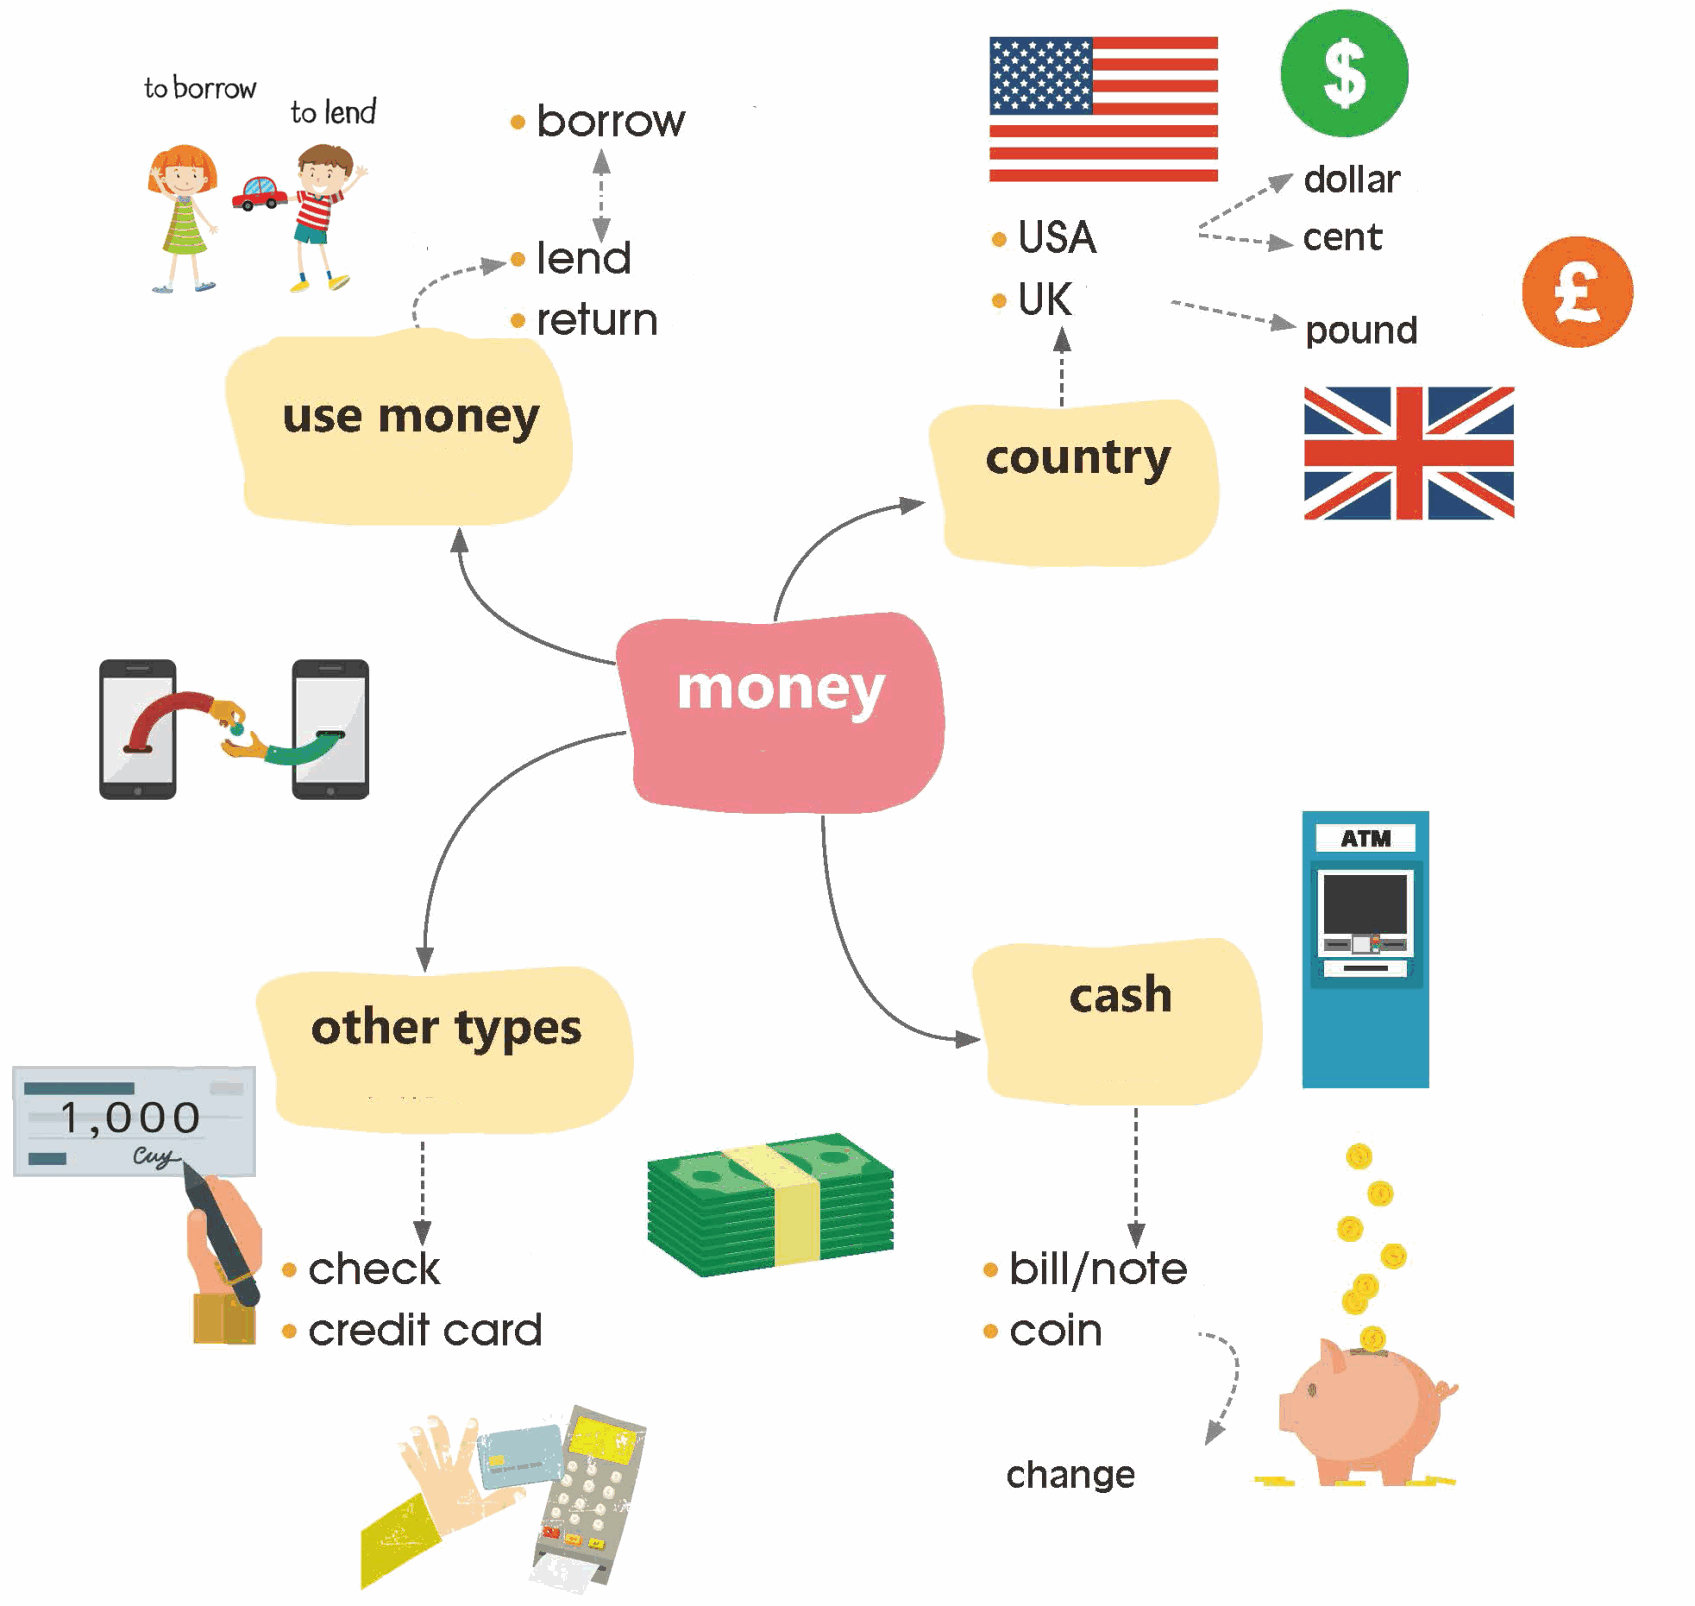 to borrow
to lend
borrow
lend
return
use money
$
dollar
USA
cent
UK
pound
£
country
money
ATM
cash
other types
1,000
check
credit card
bill/note
coin
change